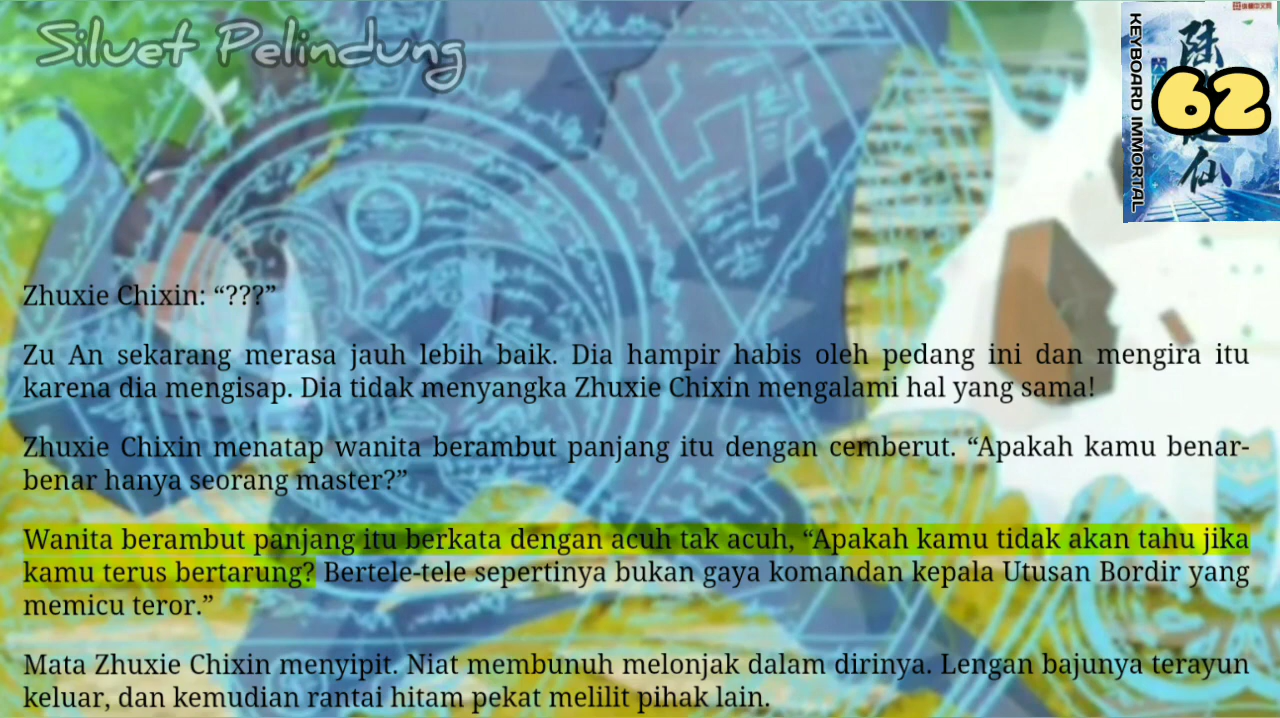 Siluet Pelindung
KEYBOARD IMMORTAL
62
Zhuxie Chixin: “???”
Zu An sekarang merasa jauh lebih baik. Dia hampir habis oleh pedang ini dan mengira itu
karena dia mengisap. Dia tidak menyangka Zhuxie Chixin mengalami hal yang sama!
Zhuxie Chixin menatap wanita berambut panjang itu dengan cemberut. “Apakah kamu benar-
benar hanya seorang master?”
Wanita berambut panjang itu berkata dengan acuh tak acuh, “Apakah kamu tidak akan tahu jika
kamu terus bertarung? Bertele-tele sepertinya bukan gaya komandan kepala Utusan Bordir yang
memicu teror.”
Mata Zhuxie Chixin menyipit. Niat membunuh melonjak dalam dirinya. Lengan bajunya terayun
keluar, dan kemudian rantai hitam pekat melilit pihak lain.